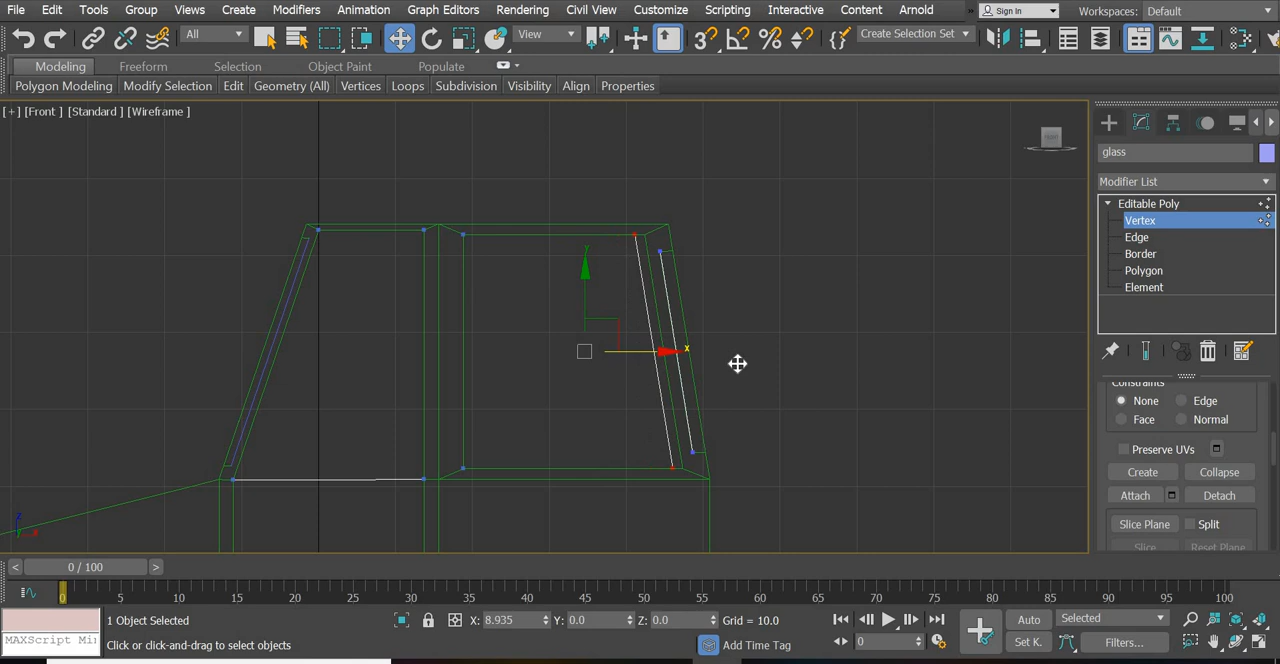 File Edit Tools Group Views Create Modifiers Animation Graph Editors Rendering Civil View Customize Scripting Interactive Content Arnold » Sign In Workspaces: Default
All View Create Selection Set
Modeling Freeform Selection Object Paint Populate
Polygon Modeling Modify Selection Edit Geometry (All) Vertices Loops Subdivision Visibility Align Properties
[+] [Front ] [Standard ] [Wireframe ]
glass
Modifier List
Editable Poly
Vertex
Edge
Border
Polygon
Element
Constraints
None Edge
Face Normal
Preserve UVs
Create Collapse
Attach Detach
Slice Plane Split
Slice Reset Plane
y
x
z
x
< 0 / 100 >
0 5 10 15 20 25 30 35 40 45 50 55 60 65 70 75 80 85 90 95 100
1 Object Selected X: 8.935 Y: 0.0 Z: 0.0 Grid = 10.0 Auto Selected
MAXScript Mi Click or click-and-drag to select objects Add Time Tag 0 Set K. Filters...